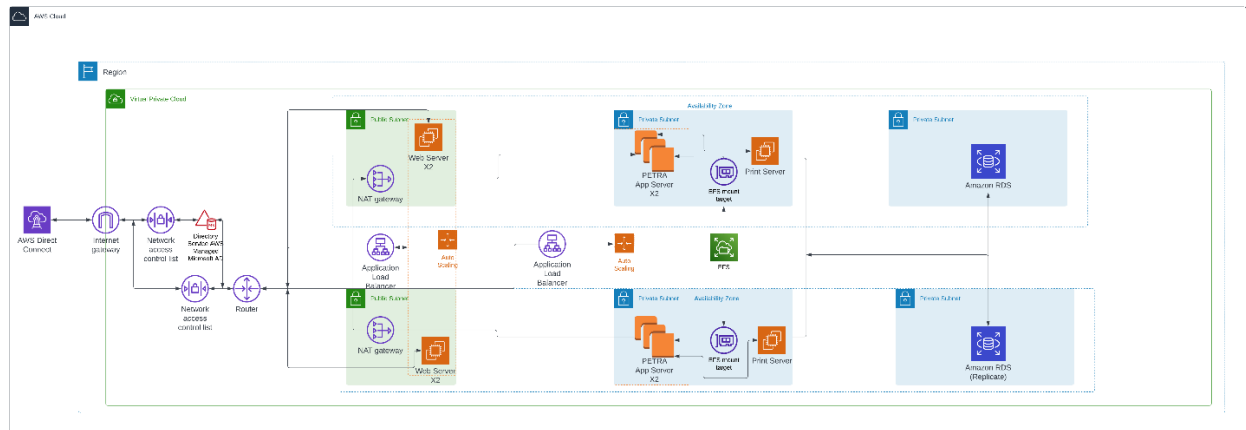 AWS Cloud
Region
Virtual Private Cloud
Availability Zone
Public Subnet
Private Subnet
Private Subnet
Web Server
X2
NAT gateway
PETRA
App Server
X2
EFS mount
target
Print Server
Amazon RDS
AWS Direct
Connect
Internet
gateway
Network
access
control list
Directory
Service AWS
Managed
Microsoft AD
Network
access
control list
Router
Application
Load
Balancer
Auto
Scaling
Application
Load
Balancer
Auto
Scaling
EFS
Public Subnet
Private Subnet
Availability Zone
Private Subnet
NAT gateway
Web Server
X2
PETRA
App Server
X2
EFS mount
target
Print Server
Amazon RDS
(Replicate)